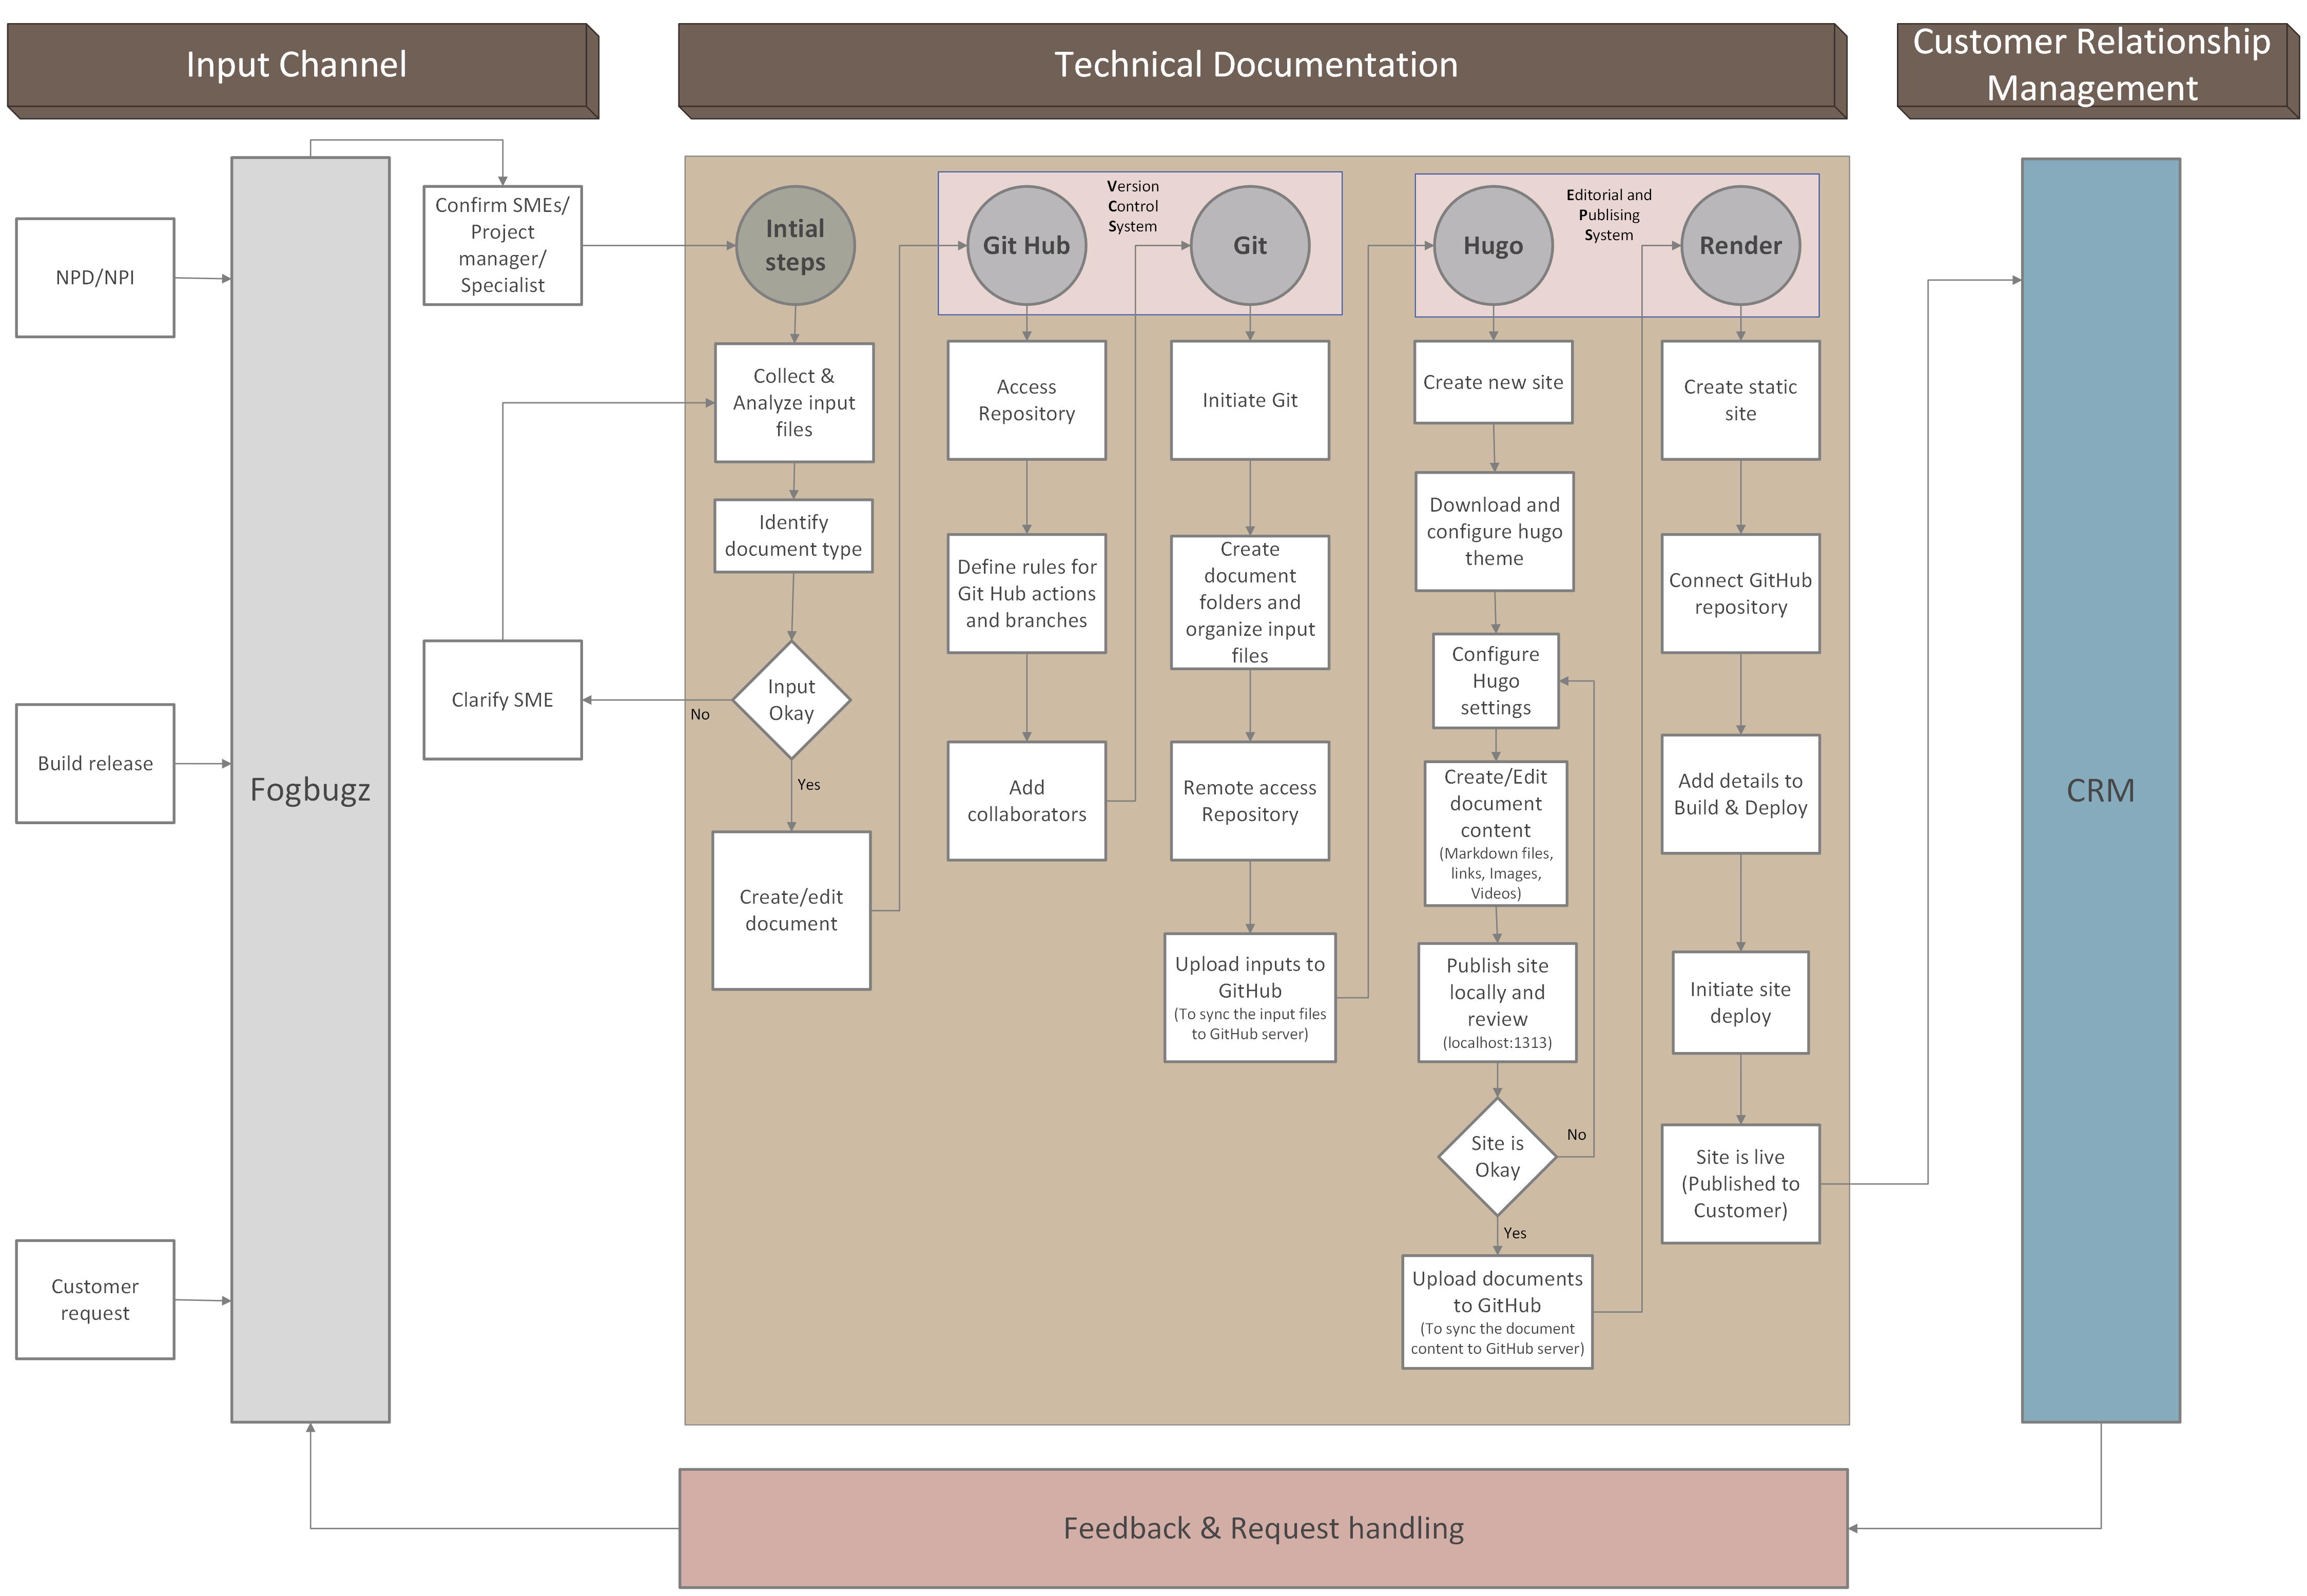 Input Channel
Technical Documentation
Customer Relationship
Management
NPD/NPI
Build release
Customer
request
Fogbugz
Confirm SMEs/
Project
manager/
Specialist
Clarify SME
Intial
steps
Collect &
Analyze input
files
Identify
document type
Input
Okay
No
Yes
Create/edit
document
Version
Control
System
Git Hub
Access
Repository
Define rules for
Git Hub actions
and branches
Add
collaborators
Git
Initiate Git
Create
document
folders and
organize input
files
Remote access
Repository
Upload inputs to
GitHub
(To sync the input files
to GitHub server)
Editorial and
Publising
System
Hugo
Create new site
Download and
configure hugo
theme
Configure
Hugo
settings
Create/Edit
document
content
(Markdown files,
links, Images,
Videos)
Publish site
locally and
review
(localhost:1313)
Site is
Okay
No
Yes
Upload documents
to GitHub
(To sync the document
content to GitHub server)
Render
Create static
site
Connect GitHub
repository
Add details to
Build & Deploy
Initiate site
deploy
Site is live
(Published to
Customer)
CRM
Feedback & Request handling